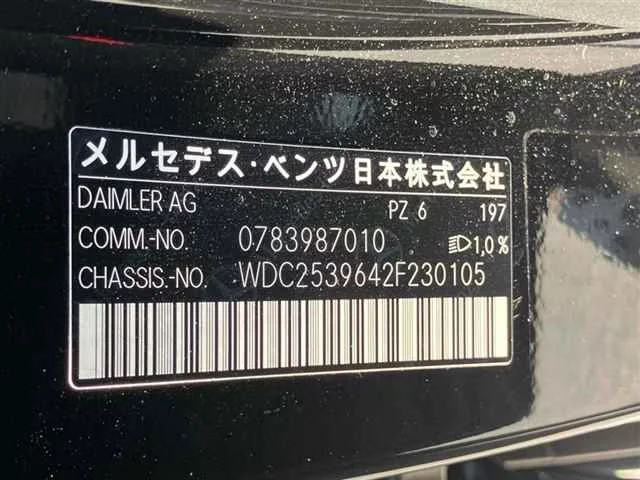 メルセデス・ベンツ日本株式会社
DAIMLER AG PZ 6 197
COMM.-NO. 0783987010 1,0%
CHASSIS.-NO. WDC2539642F230105